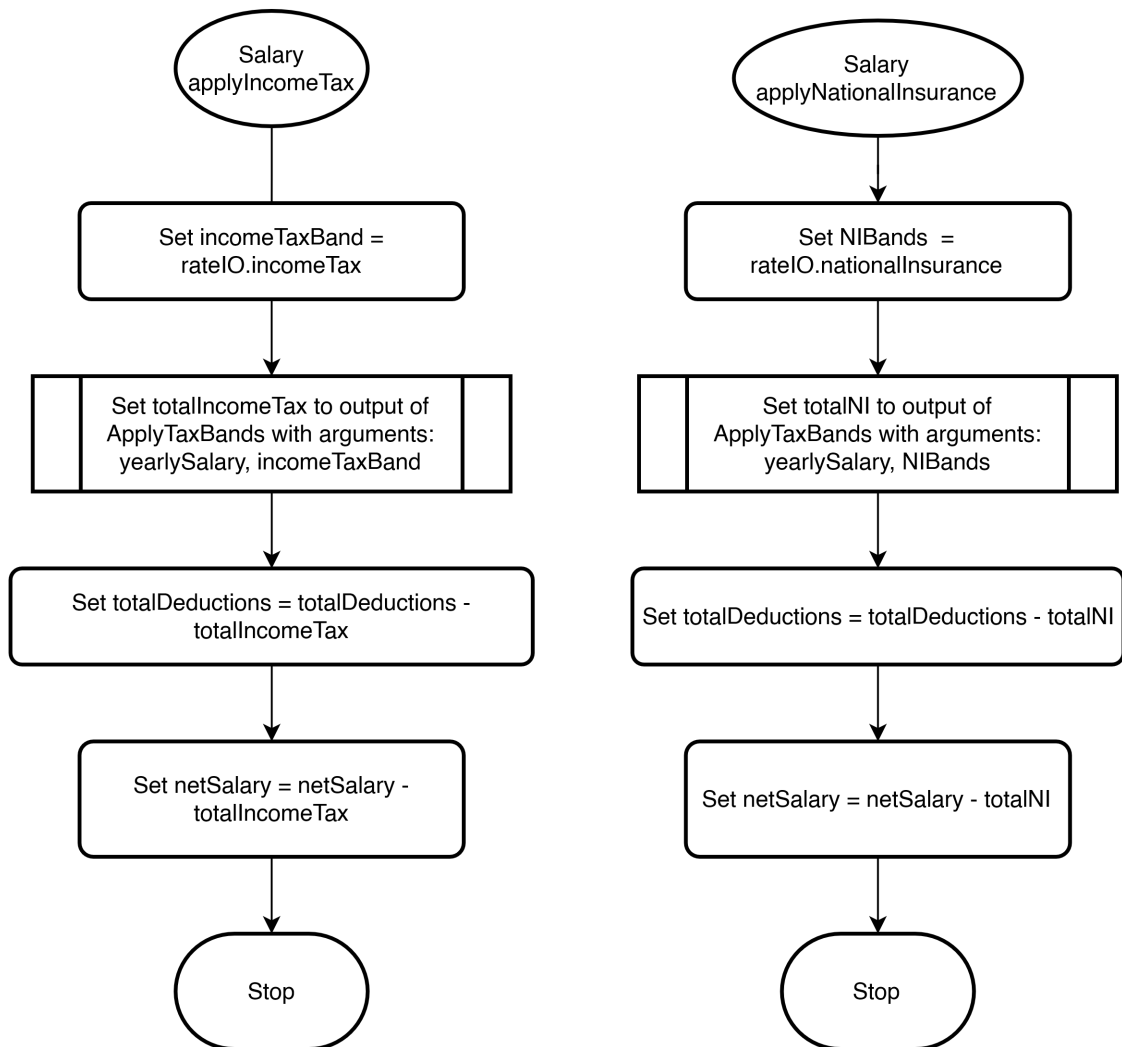 Salary
applyIncomeTax
Set incomeTaxBand =
rateIO.incomeTax
Set totalIncomeTax to output of
ApplyTaxBands with arguments:
yearlySalary, incomeTaxBand
Set totalDeductions = totalDeductions -
totalIncomeTax
Set netSalary = netSalary -
totalIncomeTax
Stop
Salary
applyNationalInsurance
Set NIBands  =
rateIO.nationalInsurance
Set totalNI to output of
ApplyTaxBands with arguments:
yearlySalary, NIBands
Set totalDeductions = totalDeductions - totalNI
Set netSalary = netSalary - totalNI
Stop